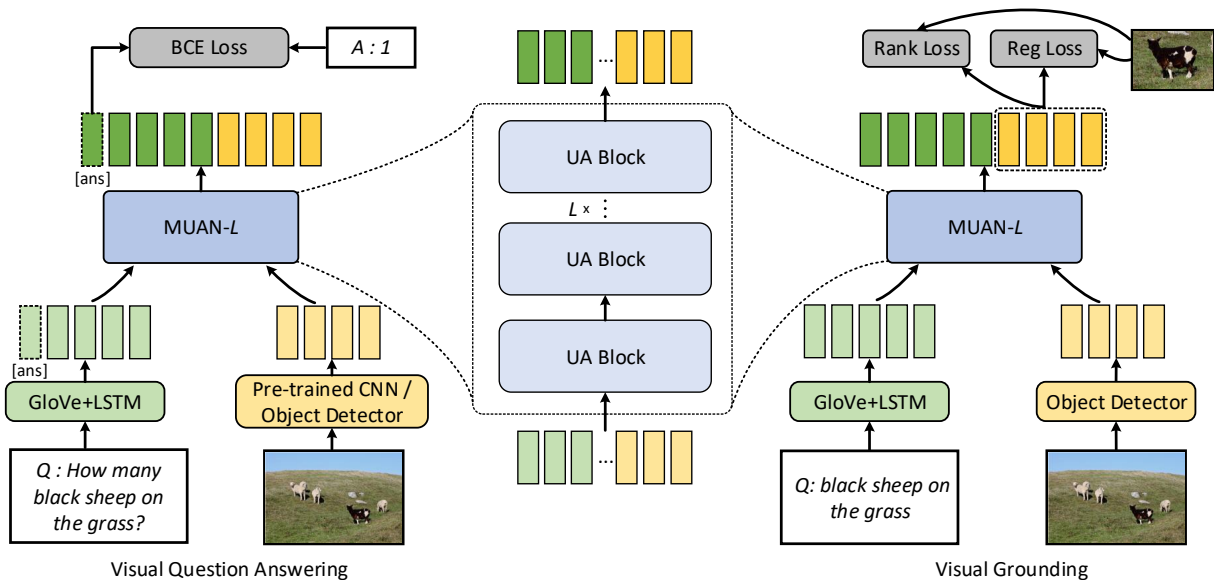 BCE Loss
A : 1
[ans]
MUAN-L
[ans]
GloVe+LSTM
Pre-trained CNN /
Object Detector
Q : How many
black sheep on
the grass?
Visual Question Answering
...
UA Block
L x ⋮
UA Block
UA Block
...
Rank Loss
Reg Loss
MUAN-L
GloVe+LSTM
Object Detector
Q: black sheep on
the grass
Visual Grounding